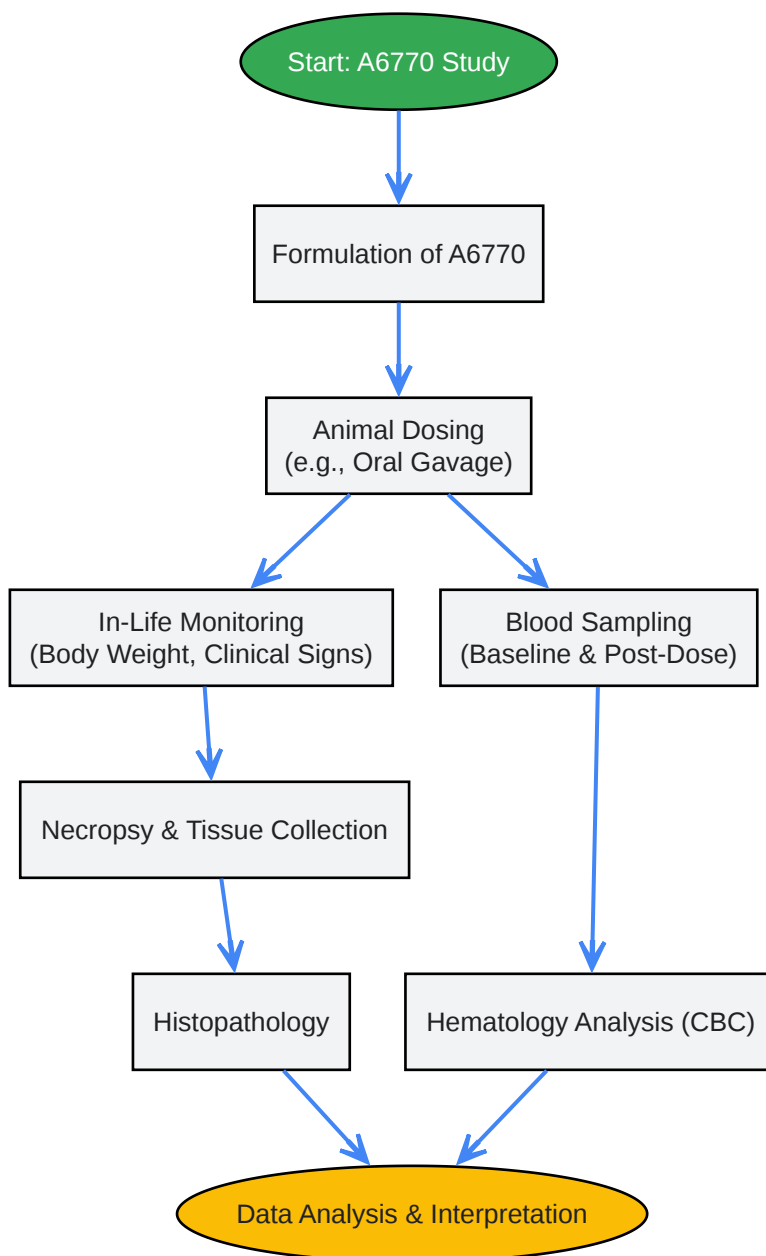 Start: A6770 Study
Formulation of A6770
Animal Dosing
(e.g., Oral Gavage)
In-Life Monitoring
(Body Weight, Clinical Signs)
Blood Sampling
(Baseline & Post-Dose)
Necropsy & Tissue Collection
Histopathology
Hematology Analysis (CBC)
Data Analysis & Interpretation